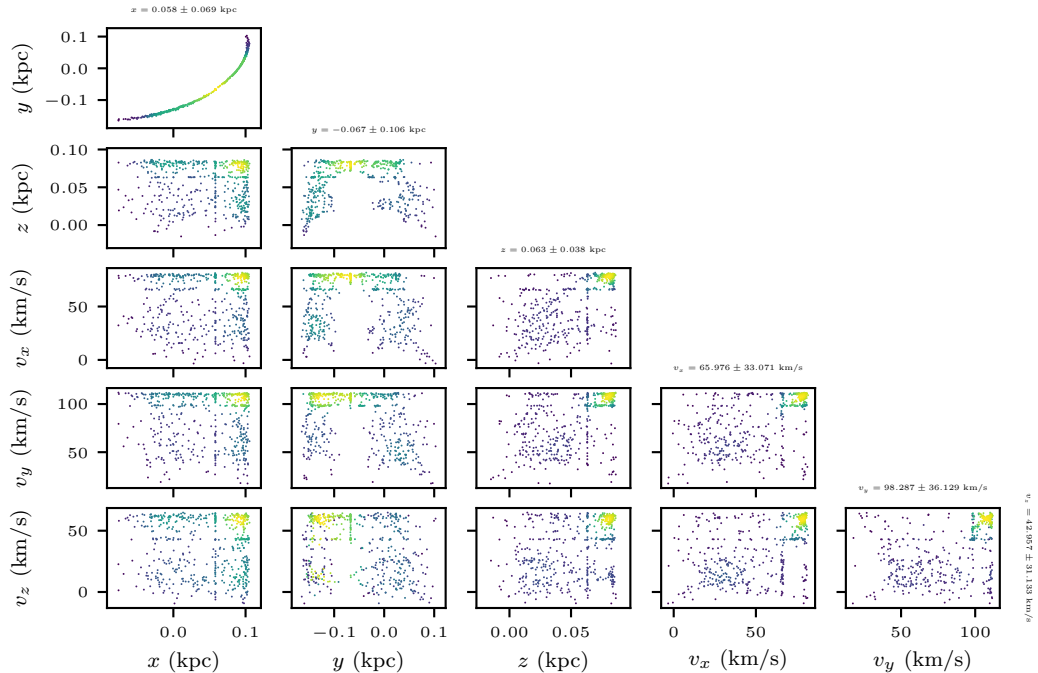 x = 0.058 ± 0.069 kpc
0.1
0.0
−0.1
y (kpc)
y = −0.067 ± 0.106 kpc
0.10
0.05
0.00
z (kpc)
z = 0.063 ± 0.038 kpc
50
0
v_x (km/s)
v_x = 65.976 ± 33.071 km/s
100
50
v_y (km/s)
v_y = 98.287 ± 36.129 km/s
v_z = 42.957 ± 31.133 km/s
50
0
v_z (km/s)
0.0 0.1 −0.1 0.0 0.1 0.00 0.05 0 50 50 100
x (kpc) y (kpc) z (kpc) v_x (km/s) v_y (km/s)